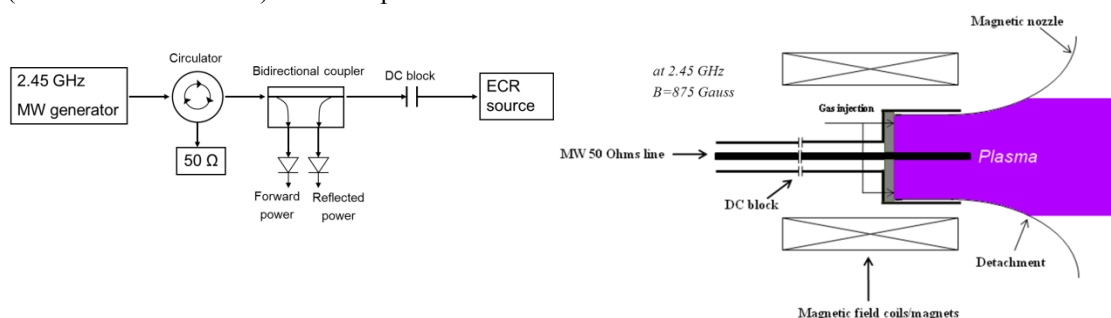 2.45 GHz
MW generator
Circulator
50 Ω
Bidirectional coupler
Forward
power
Reflected
power
DC block
ECR
source
Magnetic nozzle
at 2.45 GHz
B=875 Gauss
Gas injection
MW 50 Ohms line
Plasma
DC block
Detachment
Magnetic field coils/magnets